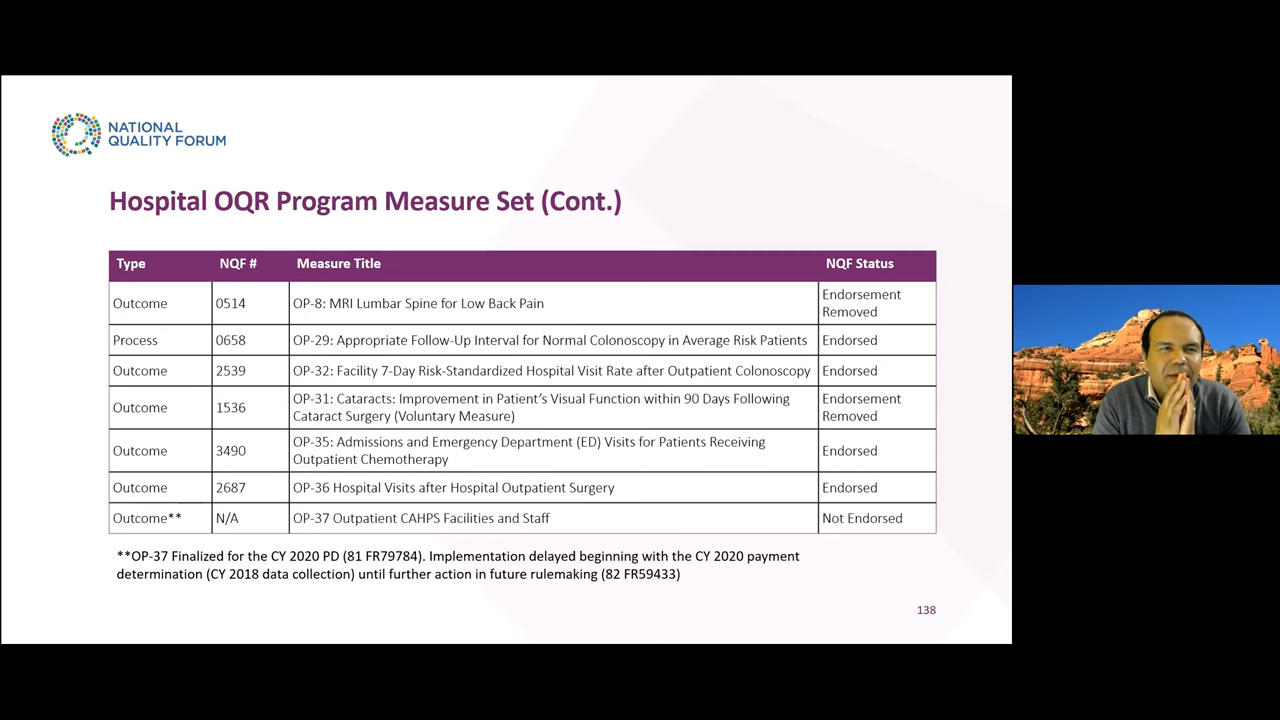 NATIONAL
QUALITY FORUM
Hospital OQR Program Measure Set (Cont.)
Type NQF # Measure Title NQF Status
Outcome 0514 OP-8: MRI Lumbar Spine for Low Back Pain Endorsement
Removed
Process 0658 OP-29: Appropriate Follow-Up Interval for Normal Colonoscopy in Average Risk Patients Endorsed
Outcome 2539 OP-32: Facility 7-Day Risk-Standardized Hospital Visit Rate after Outpatient Colonoscopy Endorsed
Outcome 1536 OP-31: Cataracts: Improvement in Patient's Visual Function within 90 Days Following
Cataract Surgery (Voluntary Measure) Endorsement
Removed
Outcome 3490 OP-35: Admissions and Emergency Department (ED) Visits for Patients Receiving
Outpatient Chemotherapy Endorsed
Outcome 2687 OP-36 Hospital Visits after Hospital Outpatient Surgery Endorsed
Outcome** N/A OP-37 Outpatient CAHPS Facilities and Staff Not Endorsed
**OP-37 Finalized for the CY 2020 PD (81 FR79784). Implementation delayed beginning with the CY 2020 payment
determination (CY 2018 data collection) until further action in future rulemaking (82 FR59433)
138